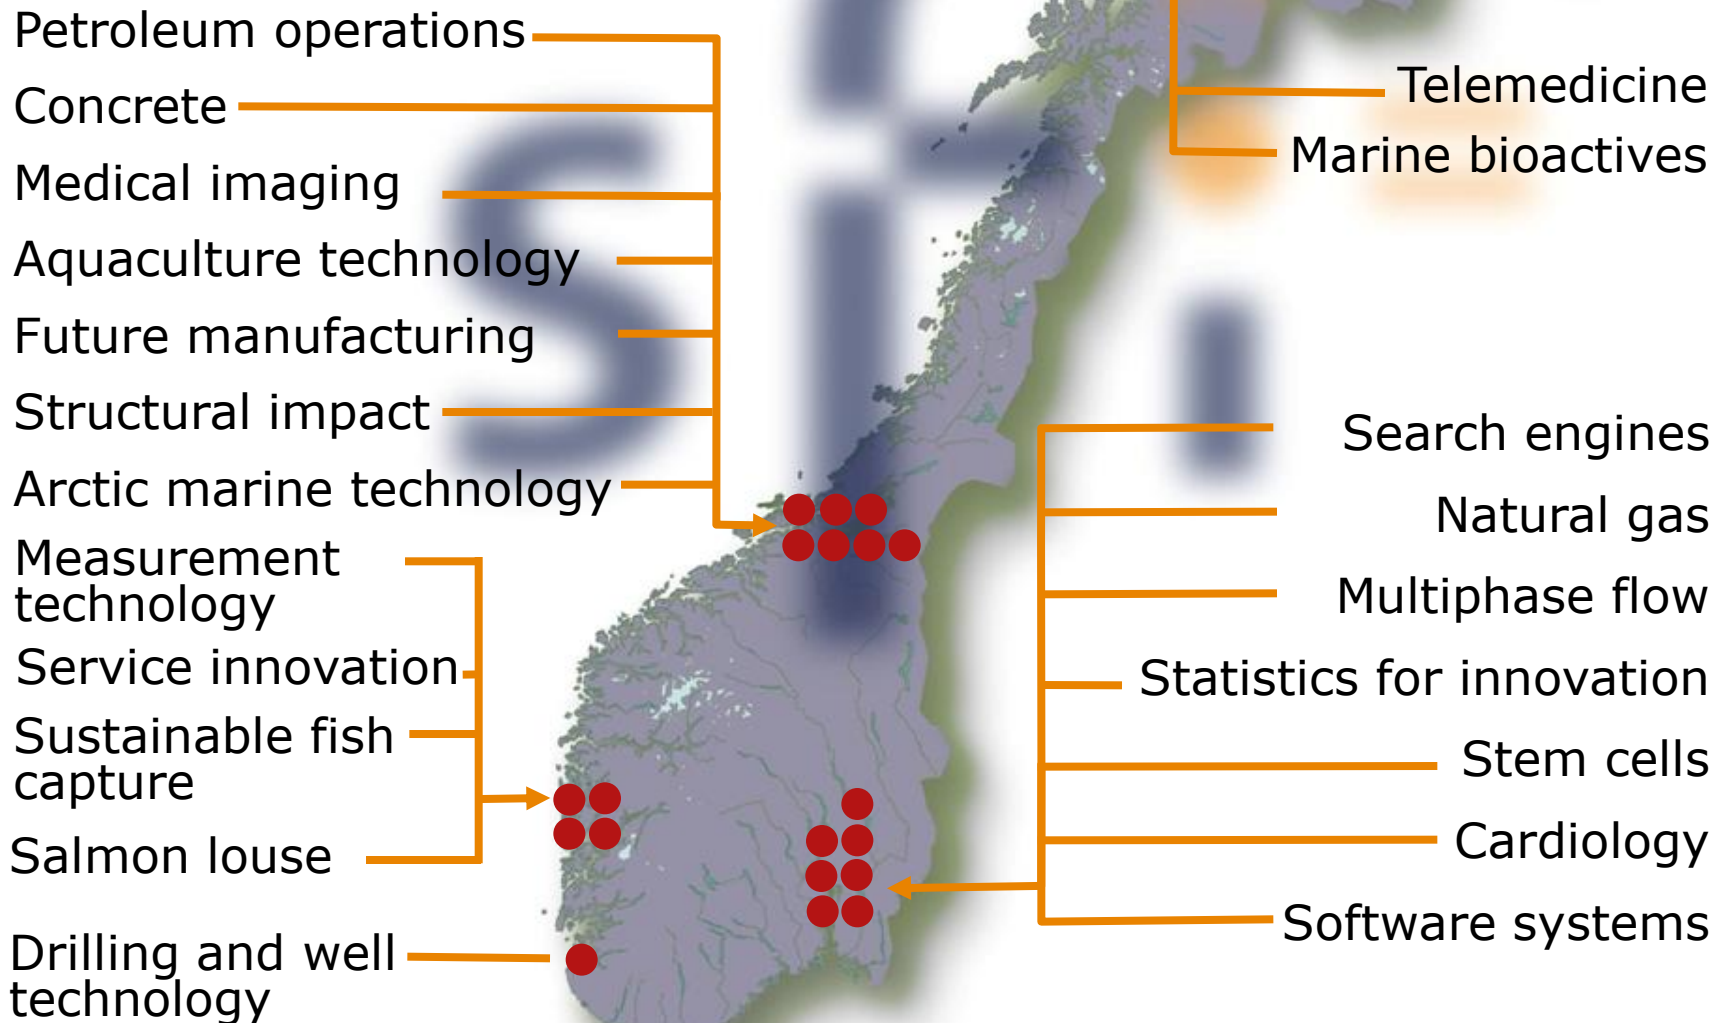 Petroleum operations
Concrete
Medical imaging
Aquaculture technology
Future manufacturing
Structural impact
Arctic marine technology
Measurement
technology
Service innovation
Sustainable fish
capture
Salmon louse
Drilling and well
technology
Telemedicine
Marine bioactives
Search engines
Natural gas
Multiphase flow
Statistics for innovation
Stem cells
Cardiology
Software systems
sfi